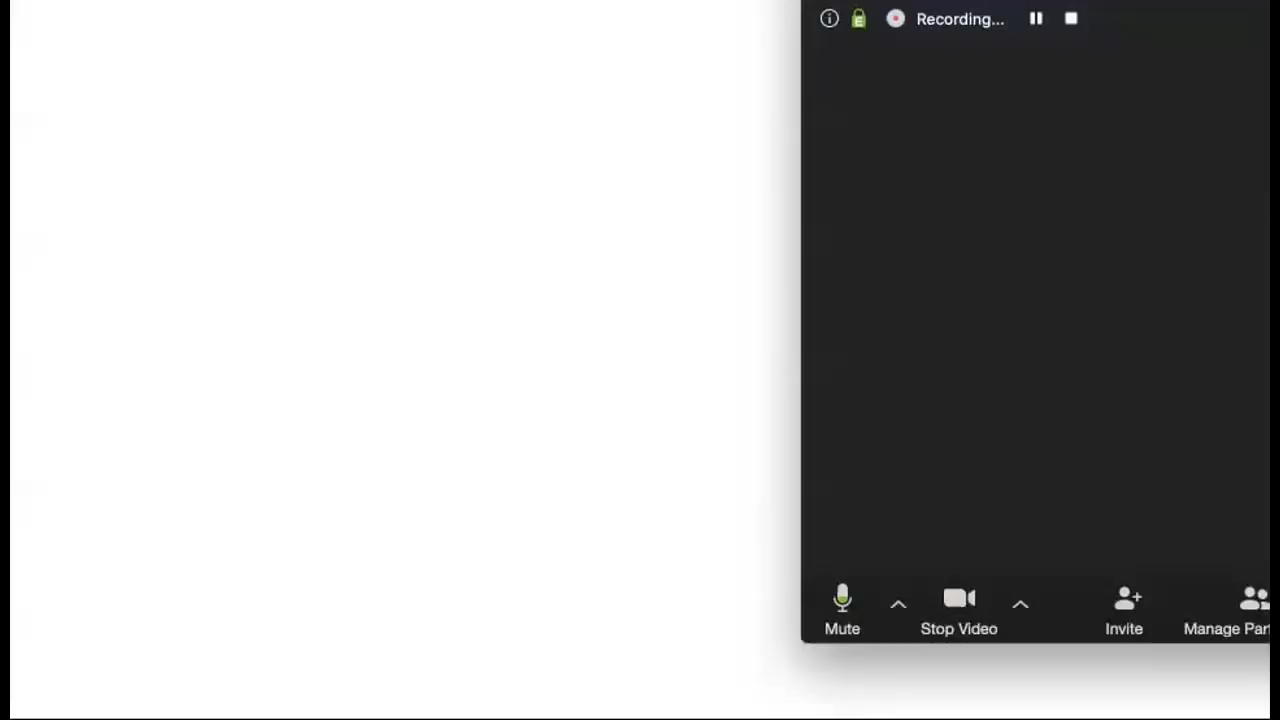 Recording...
Mute
Stop Video
Invite
Manage Par